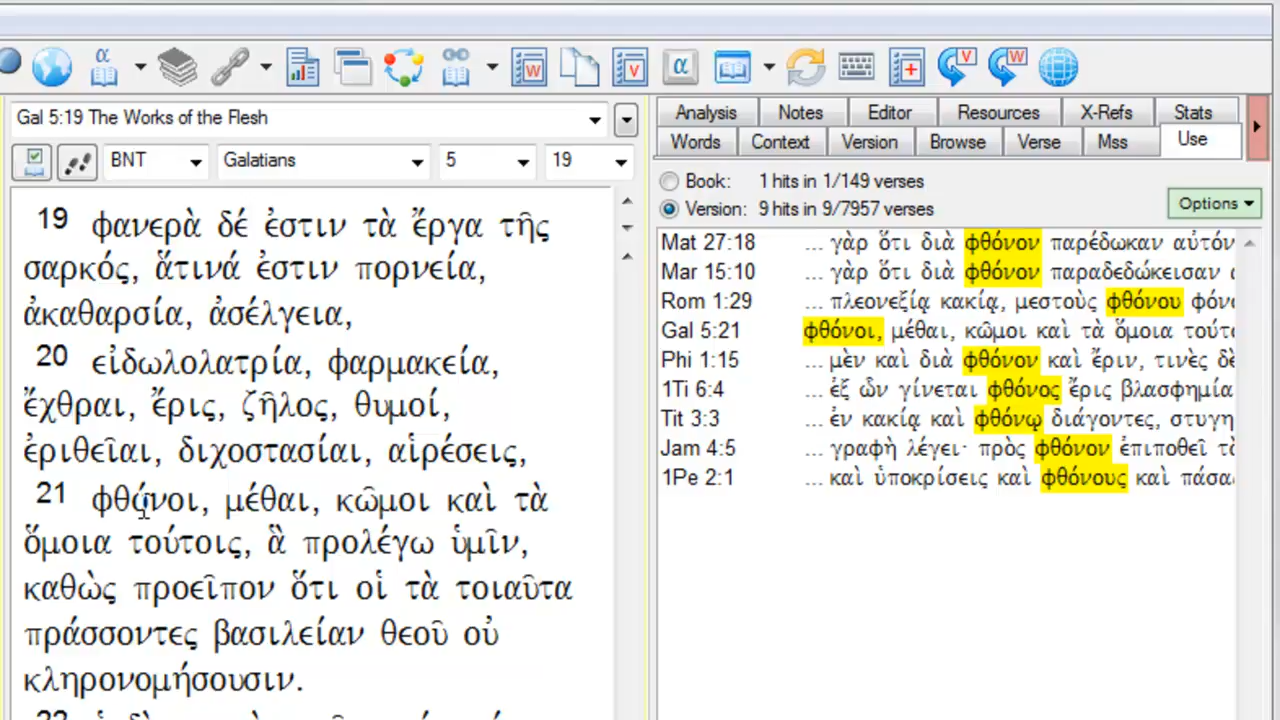 Gal 5:19 The Works of the Flesh
BNT Galatians 5 19
19 φανερὰ δέ ἐστιν τὰ ἔργα τῆς
σαρκός, ἅτινά ἐστιν πορνεία,
ἀκαθαρσία, ἀσέλγεια,
20 εἰδωλολατρία, φαρμακεία,
ἔχθραι, ἔρις, ζῆλος, θυμοί,
ἐριθεῖαι, διχοστασίαι, αἱρέσεις,
21 φθόνοι, μέθαι, κῶμοι καὶ τὰ
ὅμοια τούτοις, ἃ προλέγω ὑμῖν,
καθὼς προεῖπον ὅτι οἱ τὰ τοιαῦτα
πράσσοντες βασιλείαν θεοῦ οὐ
κληρονομήσουσιν.
Analysis Notes Editor Resources X-Refs Stats
Words Context Version Browse Verse Mss Use
Book: 1 hits in 1/149 verses
Version: 9 hits in 9/7957 verses
Options
Mat 27:18 ... γὰρ ὅτι διὰ φθόνον παρέδωκαν αὐτόν
Mar 15:10 ... γὰρ ὅτι διὰ φθόνον παραδεδώκεισαν
Rom 1:29 ... πλεονεξίᾳ κακίᾳ, μεστοὺς φθόνου
Gal 5:21 φθόνοι, μέθαι, κῶμοι καὶ τὰ ὅμοια
Phi 1:15 ... μὲν καὶ διὰ φθόνον καὶ ἔριν, τινὲς
1Ti 6:4 ... ἐξ ὧν γίνεται φθόνος ἔρις
Tit 3:3 ... ἐν κακίᾳ καὶ φθόνῳ διάγοντες,
Jam 4:5 ... γραφὴ λέγει· πρὸς φθόνον ἐπιποθεῖ
1Pe 2:1 ... καὶ ὑποκρίσεις καὶ φθόνους καὶ